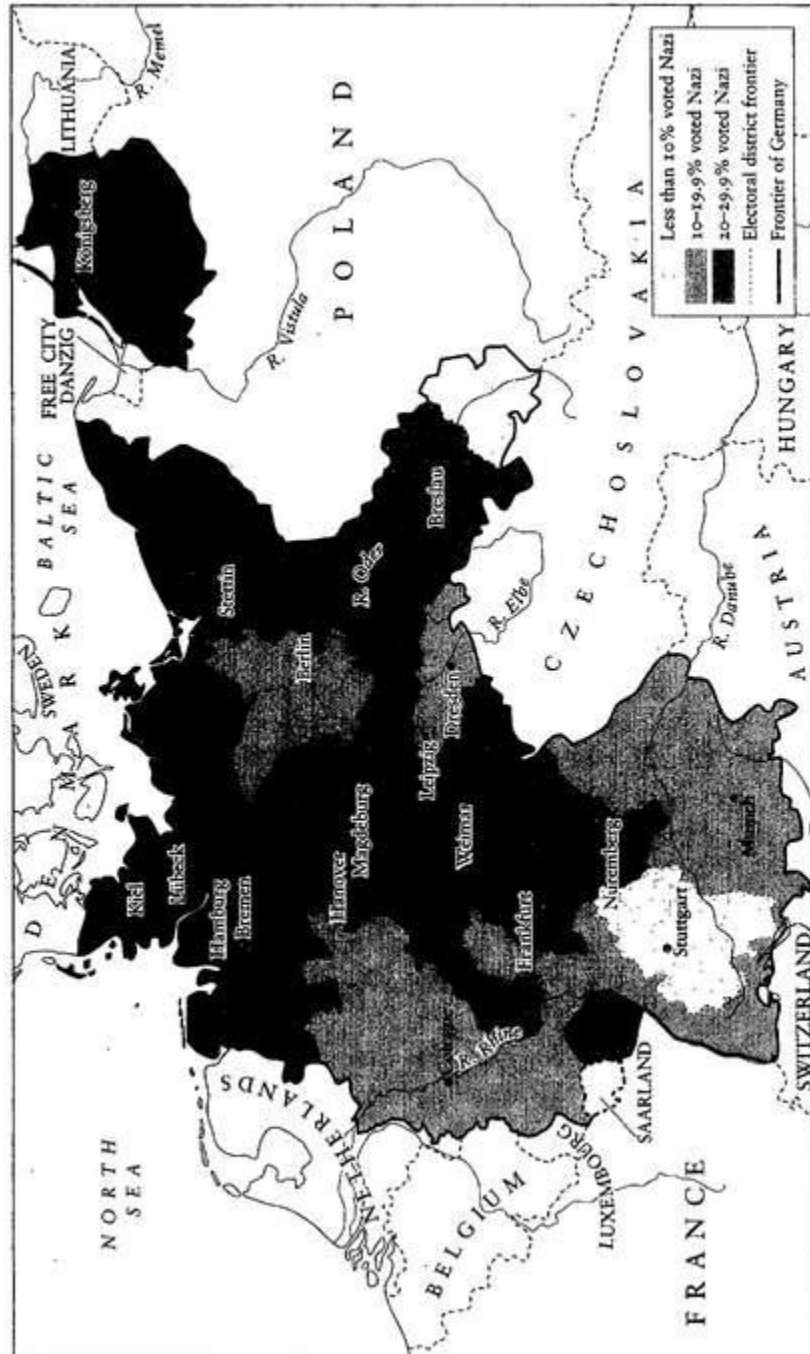 NORTH
SEA
DENMARK
SWEDEN
BALTIC
SEA
FREE CITY
DANZIG
LITHUANIA
R. Memel
Königsberg
Kiel
Lübeck
Hamburg
Bremen
Stettin
Berlin
R. Oder
R. Vistula
POLAND
NETHERLANDS
Hanover
Magdeburg
Leipzig
Dresden
Breslau
R. Elbe
Weimar
R. Rhine
Frankfurt
BELGIUM
LUXEMBOURG
SAARLAND
Nuremberg
Stuttgart
Munich
CZECHOSLOVAKIA
FRANCE
SWITZERLAND
AUSTRIA
R. Danube
HUNGARY
Less than 10% voted Nazi
10–19.9% voted Nazi
20–29.9% voted Nazi
Electoral district frontier
Frontier of Germany